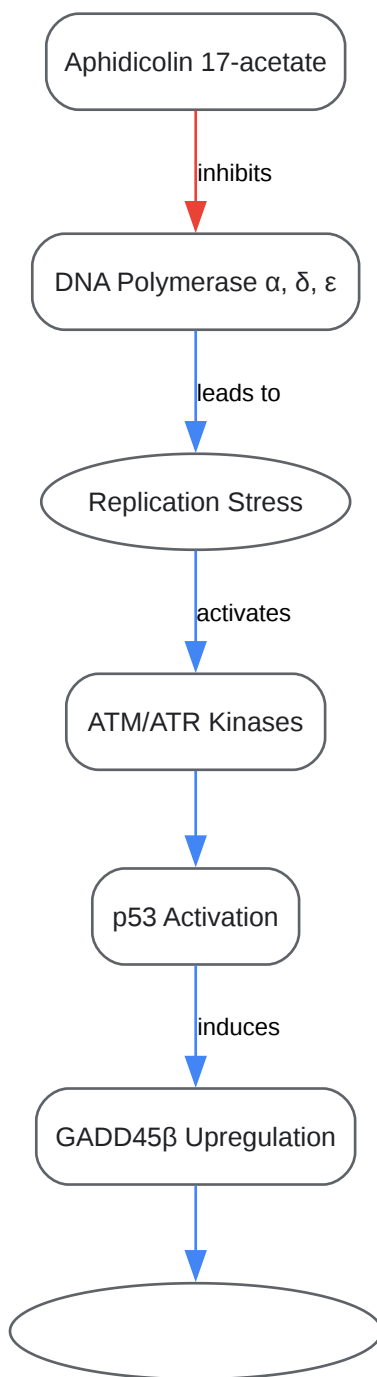 Aphidicolin 17-acetate
inhibits
DNA Polymerase α, δ, ε
leads to
Replication Stress
activates
ATM/ATR Kinases
p53 Activation
induces
GADD45β Upregulation